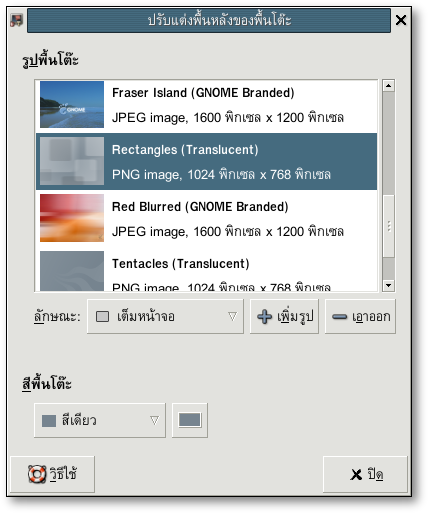 ปรับแต่งพื้นหลังของพื้นโต๊ะ
รูปพื้นโต๊ะ
GNOME
Fraser Island (GNOME Branded)
JPEG image, 1600 พิกเซล x 1200 พิกเซล
Rectangles (Translucent)
PNG image, 1024 พิกเซล x 768 พิกเซล
Red Blurred (GNOME Branded)
JPEG image, 1600 พิกเซล x 1200 พิกเซล
Tentacles (Translucent)
PNG image, 1024 พิกเซล x 768 พิกเซล
ลักษณะ: เต็มหน้าจอ เพิ่มรูป เอาออก
สีพื้นโต๊ะ
สีเดียว
วิธีใช้ ปิด